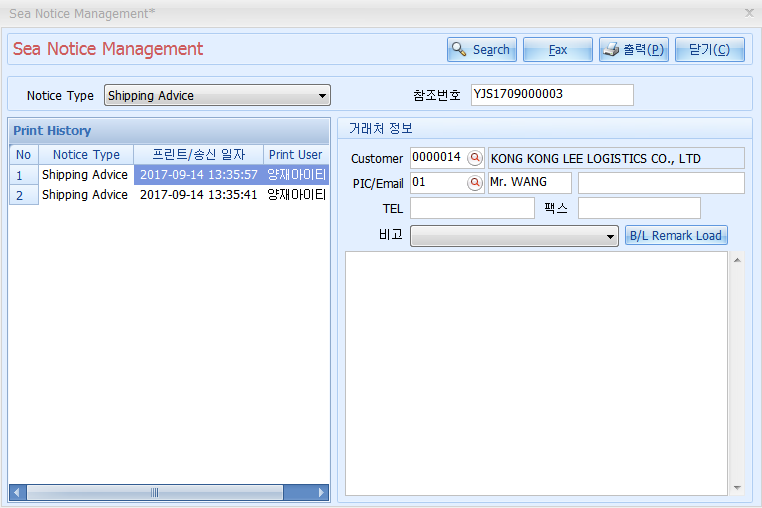 Sea Notice Management*
Sea Notice Management
Search Fax 출력(P) 닫기(C)
Notice Type Shipping Advice 참조번호 YJS1709000003
Print History
No Notice Type 프린트/송신 일자 Print User
1 Shipping Advice 2017-09-14 13:35:57 양재아이티
2 Shipping Advice 2017-09-14 13:35:41 양재아이티
거래처 정보
Customer 0000014 KONG KONG LEE LOGISTICS CO., LTD
PIC/Email 01 Mr. WANG
TEL 팩스
비고 B/L Remark Load